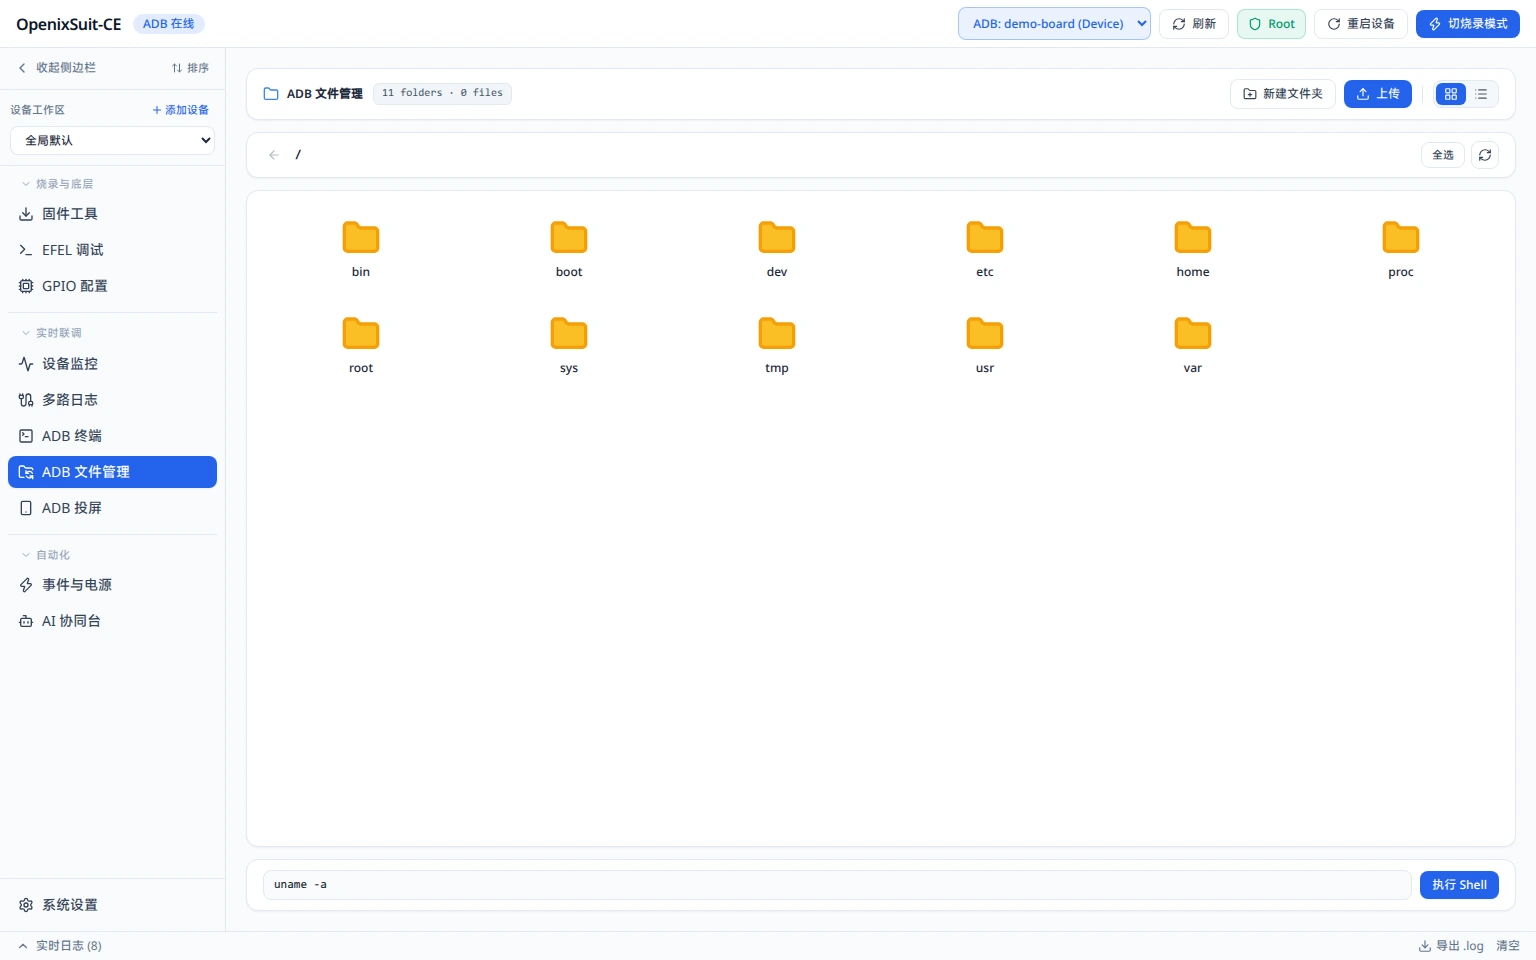 OpenixSuit-CE
ADB 在线
ADB: demo-board (Device)
刷新
Root
重启设备
切烧录模式
收起侧边栏
排序
设备工作区
添加设备
全局默认
烧录与底层
固件工具
EFEL 调试
GPIO 配置
实时联调
设备监控
多路日志
ADB 终端
ADB 文件管理
ADB 投屏
自动化
事件与电源
AI 协同台
系统设置
ADB 文件管理
11 folders · 0 files
新建文件夹
上传
/
全选
bin
boot
dev
etc
home
proc
root
sys
tmp
usr
var
uname -a
执行 Shell
实时日志 (8)
导出 .log
清空